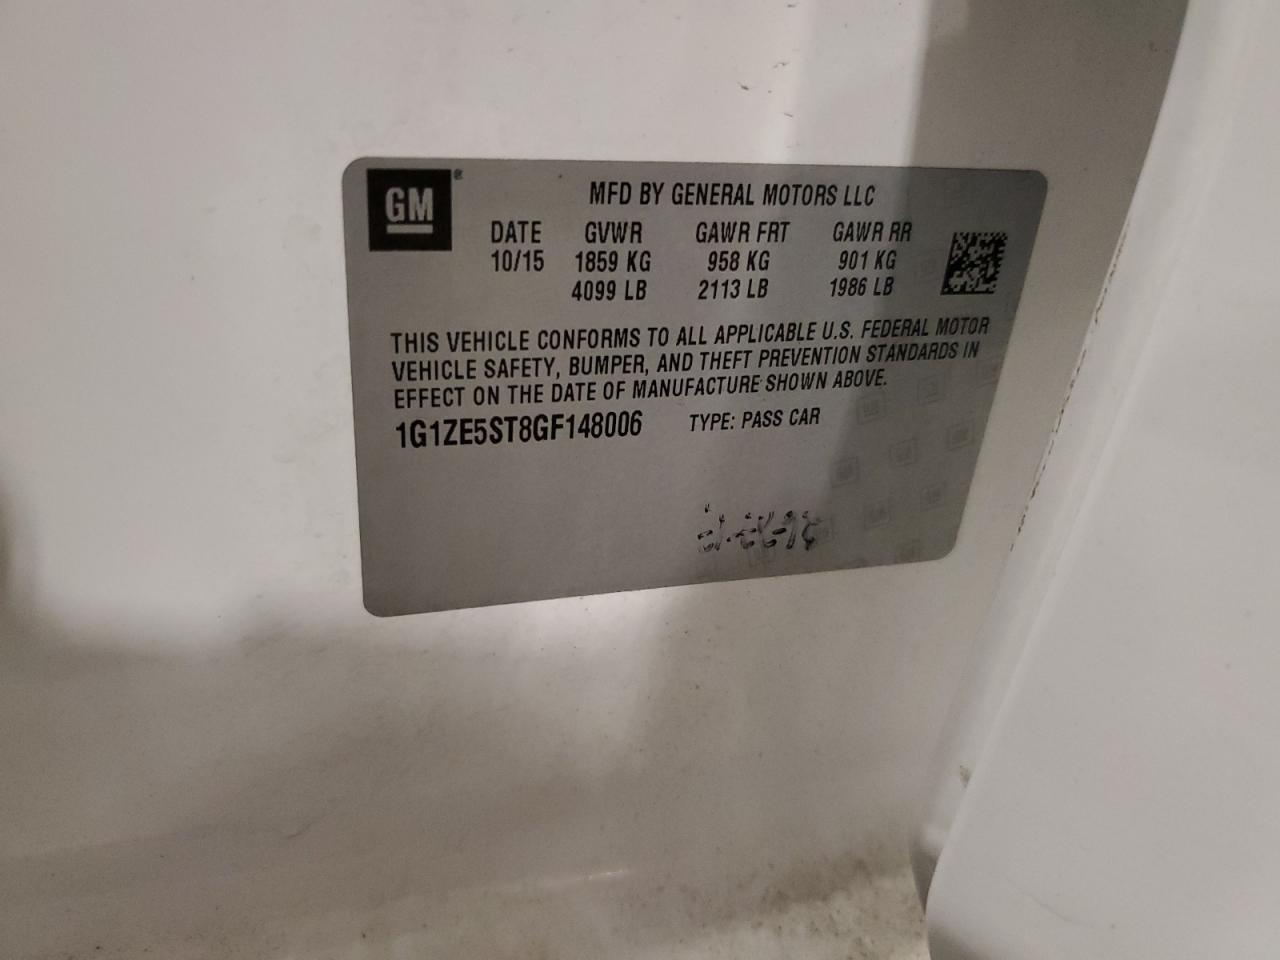 GM®
MFD BY GENERAL MOTORS LLC
DATE GVWR GAWR FRT GAWR RR
10/15 1859 KG 958 KG 901 KG
4099 LB 2113 LB 1986 LB
THIS VEHICLE CONFORMS TO ALL APPLICABLE U.S. FEDERAL MOTOR
VEHICLE SAFETY, BUMPER, AND THEFT PREVENTION STANDARDS IN
EFFECT ON THE DATE OF MANUFACTURE SHOWN ABOVE.
1G1ZE5ST8GF148006 TYPE: PASS CAR